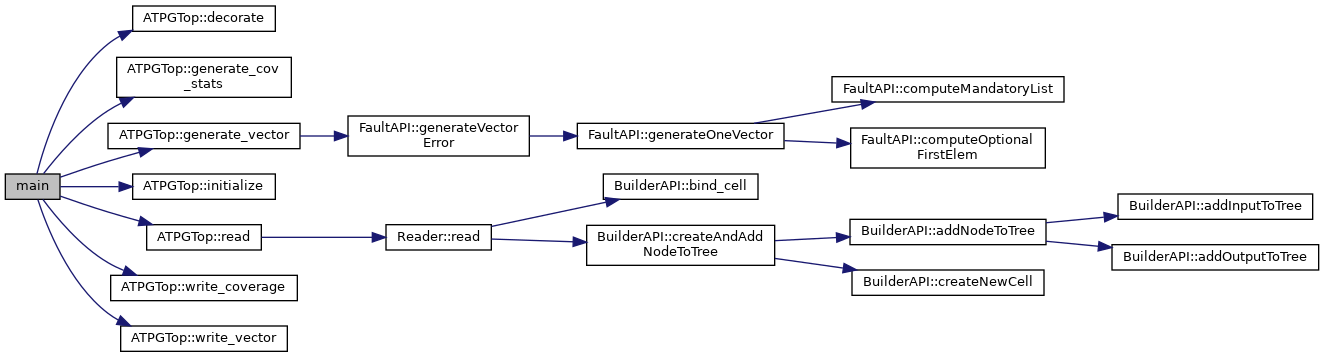 main
ATPGTop::decorate
ATPGTop::generate_cov
_stats
ATPGTop::generate_vector
ATPGTop::initialize
ATPGTop::read
ATPGTop::write_coverage
ATPGTop::write_vector
FaultAPI::generateVector
Error
FaultAPI::generateOneVector
FaultAPI::computeMandatoryList
FaultAPI::computeOptional
FirstElem
Reader::read
BuilderAPI::bind_cell
BuilderAPI::createAndAdd
NodeToTree
BuilderAPI::addNodeToTree
BuilderAPI::createNewCell
BuilderAPI::addInputToTree
BuilderAPI::addOutputToTree